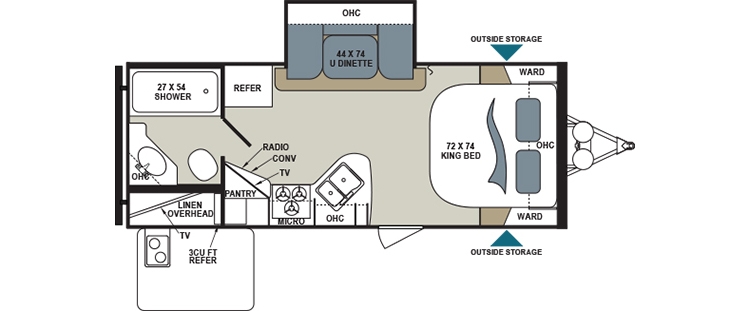 OHC
OUTSIDE STORAGE
44 X 74
U DINETTE
WARD
27 X 54
SHOWER
REFER
RADIO
CONV
TV
72 X 74
KING BED
OHC
OHC
PANTRY
LINEN
OVERHEAD
MICRO
OHC
WARD
TV
3CU FT
REFER
OUTSIDE STORAGE